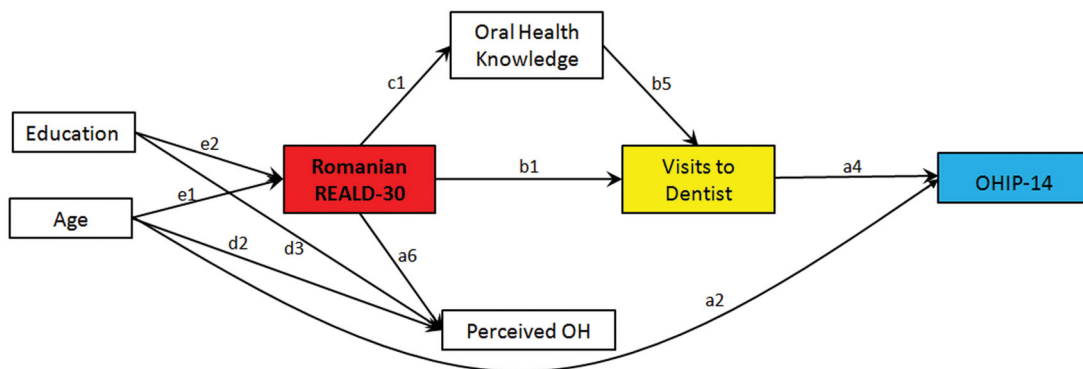 Oral Health
Knowledge
c1
b5
Education
e2
Romanian
REALD-30
b1
Visits to
Dentist
a4
OHIP-14
e1
Age
d2
d3
a6
a2
Perceived OH